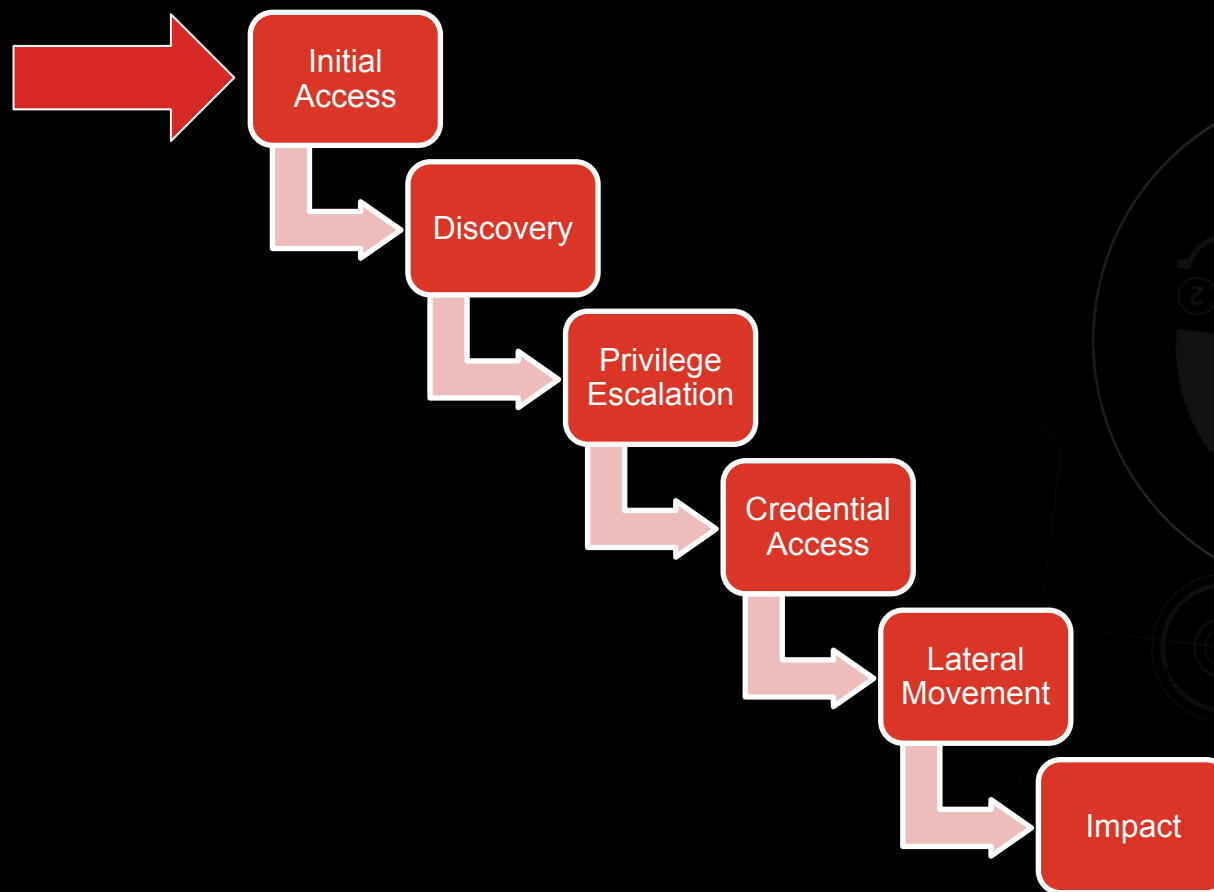 Initial
Access
Discovery
Privilege
Escalation
Credential
Access
Lateral
Movement
Impact